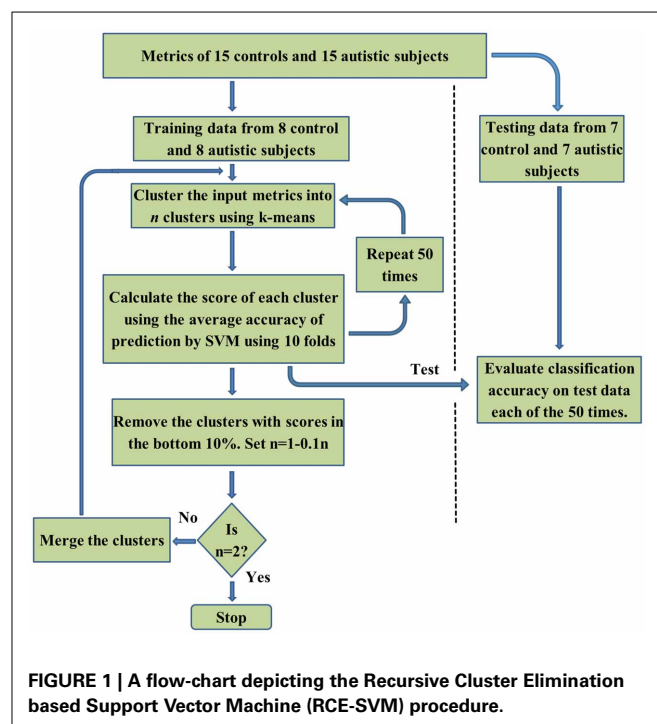 Metrics of 15 controls and 15 autistic subjects
Training data from 8 control
and 8 autistic subjects
Testing data from 7
control and 7 autistic
subjects
Cluster the input metrics into
n clusters using k-means
Repeat 50
times
Calculate the score of each cluster
using the average accuracy of
prediction by SVM using 10 folds
Test
Evaluate classification
accuracy on test data
each of the 50 times.
Remove the clusters with scores in
the bottom 10%. Set n=1-0.1n
Is
n=2?
No
Merge the clusters
Yes
Stop
FIGURE 1 | A flow-chart depicting the Recursive Cluster Elimination
based Support Vector Machine (RCE-SVM) procedure.